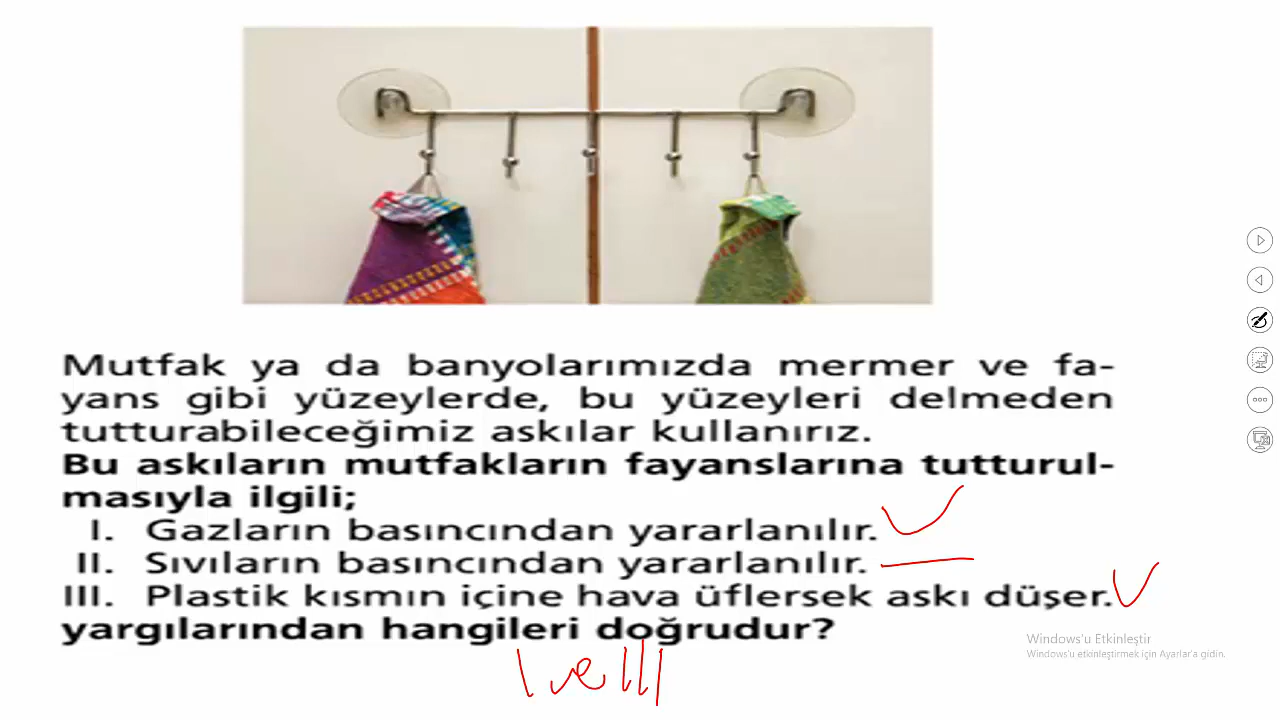 Mutfak ya da banyolarımızda mermer ve fa-
yans gibi yüzeylerde, bu yüzeyleri delmeden
tutturabileceğimiz askılar kullanırız.
Bu askıların mutfakların fayanslarına tutturul-
masıyla ilgili;
I. Gazların basıncından yararlanılır.
II. Sıvıların basıncından yararlanılır.
III. Plastik kısmın içine hava üflersek askı düşer.
yargılarından hangileri doğrudur?
I ve III
Windows'u Etkinleştir
Windows'u etkinleştirmek için Ayarlar'a gidin.